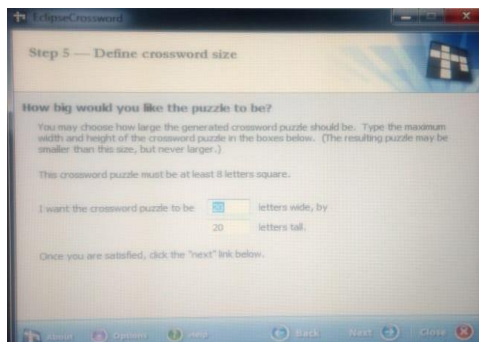 EclipseCrossword
Step 5 — Define crossword size
How big would you like the puzzle to be?
You may choose how large the generated crossword puzzle should be. Type the maximum
width and height of the crossword puzzle in the boxes below. (The resulting puzzle may be
smaller than this size, but never larger.)
This crossword puzzle must be at least 8 letters square.
I want the crossword puzzle to be 20 letters wide, by
20 letters tall.
Once you are satisfied, click the "next" link below.
About Options Help Back Next Close